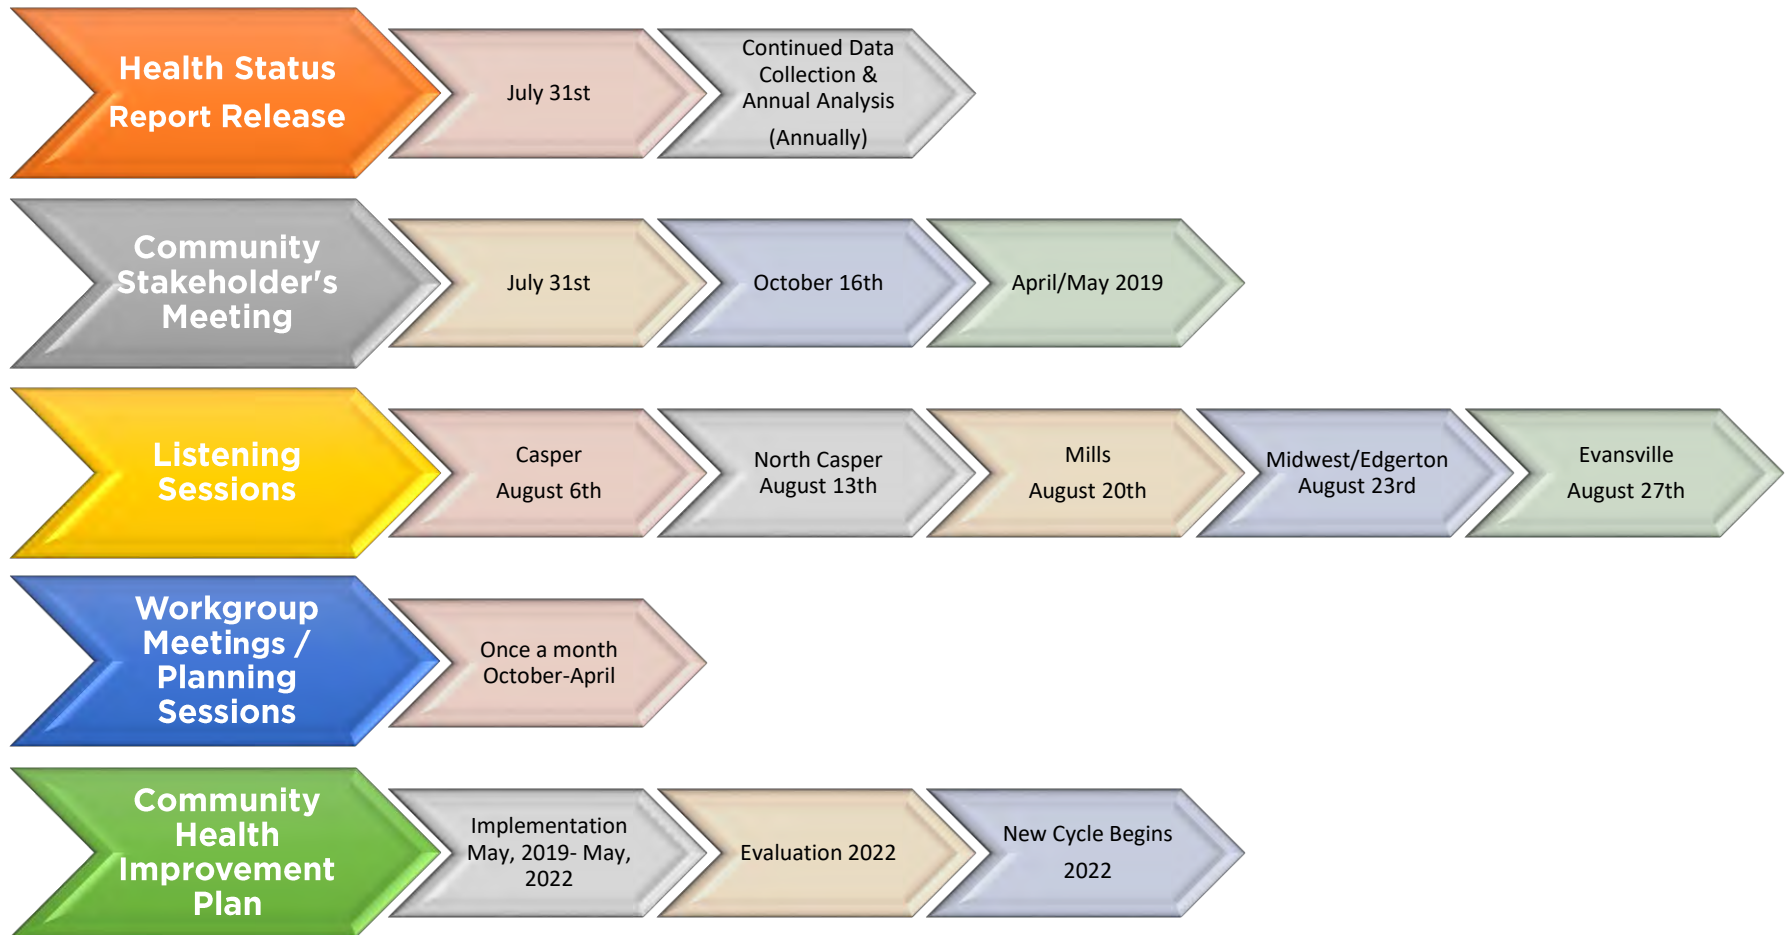 Health Status
Report Release
July 31st
Continued Data
Collection &
Annual Analysis
(Annually)
Community
Stakeholder's
Meeting
July 31st
October 16th
April/May 2019
Listening
Sessions
Casper
August 6th
North Casper
August 13th
Mills
August 20th
Midwest/Edgerton
August 23rd
Evansville
August 27th
Workgroup
Meetings /
Planning
Sessions
Once a month
October-April
Community
Health
Improvement
Plan
Implementation
May, 2019- May,
2022
Evaluation 2022
New Cycle Begins
2022